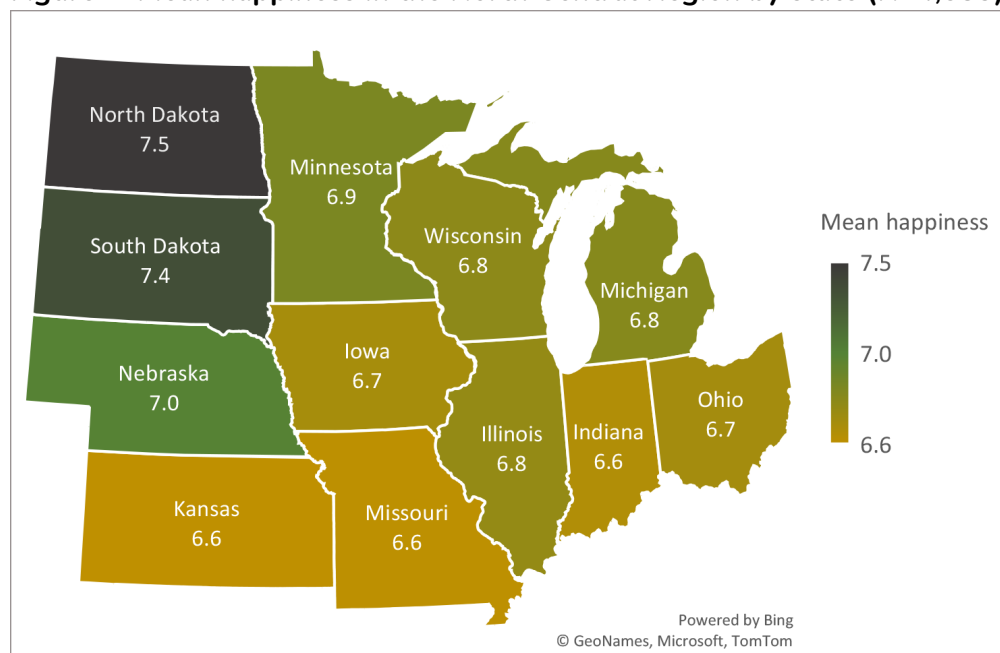 North Dakota
7.5
Minnesota
6.9
South Dakota
7.4
Wisconsin
6.8
Mean happiness
7.5
7.0
6.6
Michigan
6.8
Nebraska
7.0
Iowa
6.7
Illinois
6.8
Indiana
6.6
Ohio
6.7
Kansas
6.6
Missouri
6.6
Powered by Bing
© GeoNames, Microsoft, TomTom